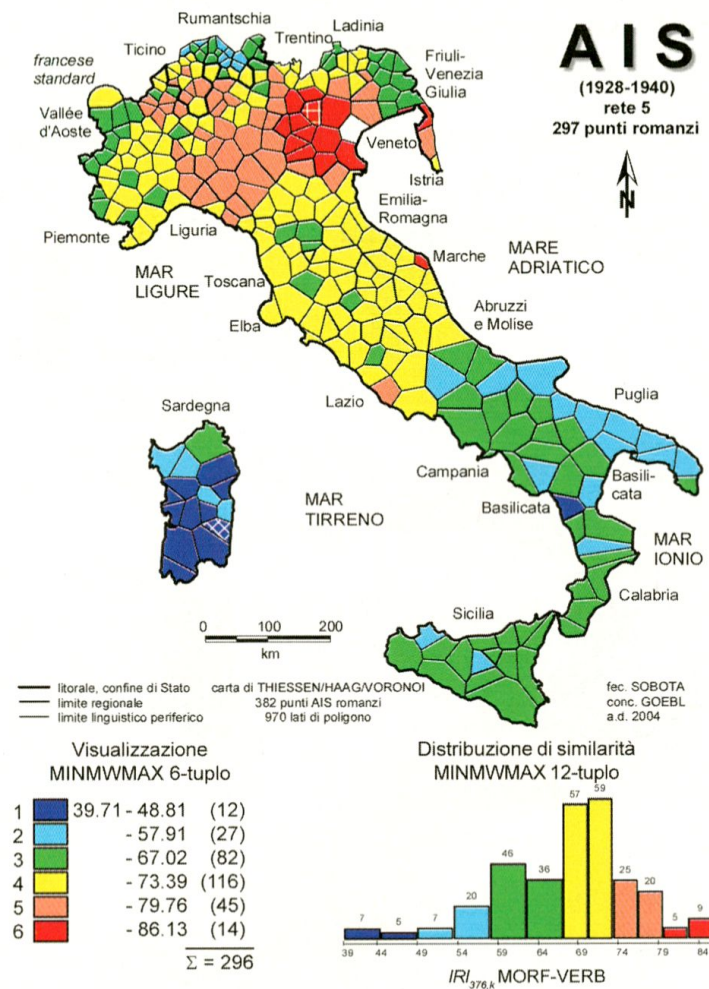 AIS
(1928-1940)
rete 5
297 punti romanzi
N
Rumantschia
Ladinia
Trentino
Ticino
francese
standard
Friuli-
Venezia
Giulia
Vallée
d'Aoste
Veneto
Istria
Emilia-
Romagna
Piemonte
Liguria
MAR
LIGURE
Marche
MARE
ADRIATICO
Toscana
Elba
Abruzzi
e Molise
Lazio
Puglia
Sardegna
Campania
Basilicata
Basili-
cata
MAR
TIRRENO
MAR
IONIO
Calabria
Sicilia
0 100 200
km
litorale, confine di Stato
limite regionale
limite linguistico periferico
carta di THIESSEN/HAAG/VORONOI
382 punti AIS romanzi
970 lati di poligono
fec. SOBOTA
conc. GOEBL
a.d. 2004
Visualizzazione
MINMWMAX 6-tuplo
1 39.71 - 48.81 (12)
2 - 57.91 (27)
3 - 67.02 (82)
4 - 73.39 (116)
5 - 79.76 (45)
6 - 86.13 (14)
Σ = 296
Distribuzione di similarità
MINMWMAX 12-tuplo
7 5 7 20 46 36 57 59 25 20 5 9
39 44 49 54 59 64 69 74 79 84
IRI376,k MORF-VERB